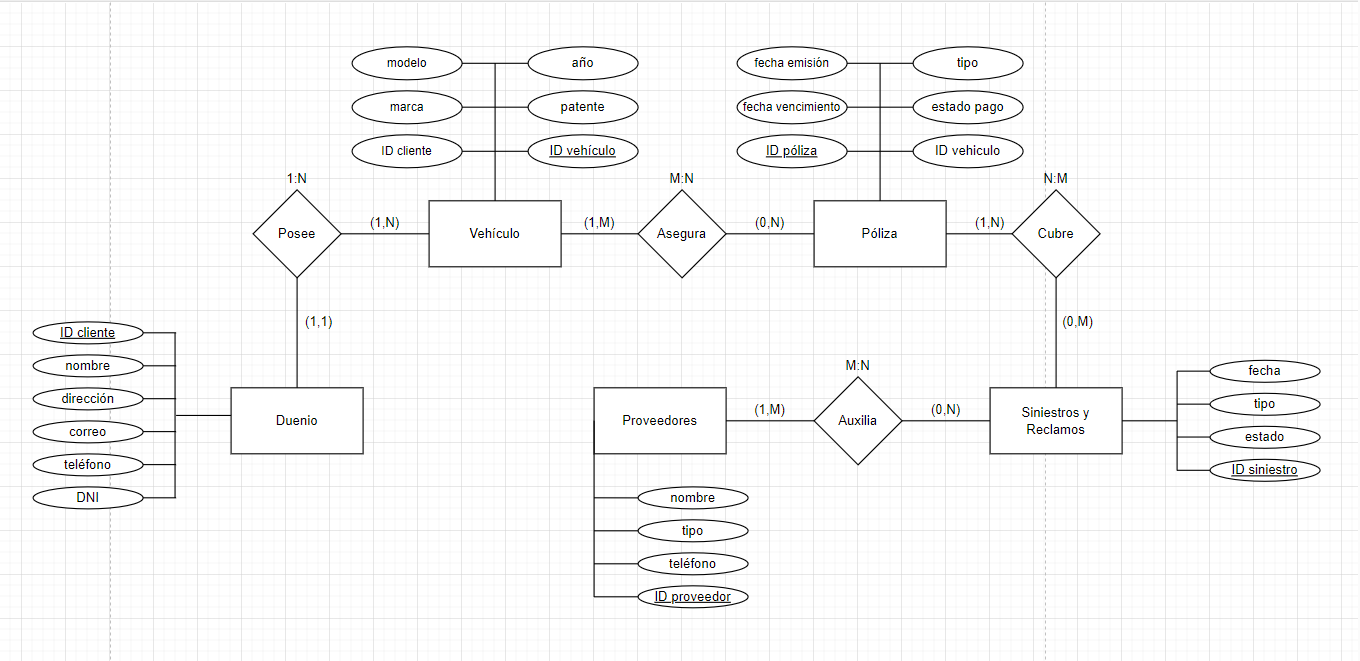 modelo
año
fecha emisión
tipo
marca
patente
fecha vencimiento
estado pago
ID cliente
ID vehículo
ID póliza
ID vehiculo
1:N
M:N
N:M
Posee
(1,N)
Vehículo
(1,M)
Asegura
(0,N)
Póliza
(1,N)
Cubre
(1,1)
(0,M)
ID cliente
nombre
dirección
correo
teléfono
DNI
Duenio
Proveedores
(1,M)
M:N
Auxilia
(0,N)
Siniestros y
Reclamos
fecha
tipo
estado
ID siniestro
nombre
tipo
teléfono
ID proveedor